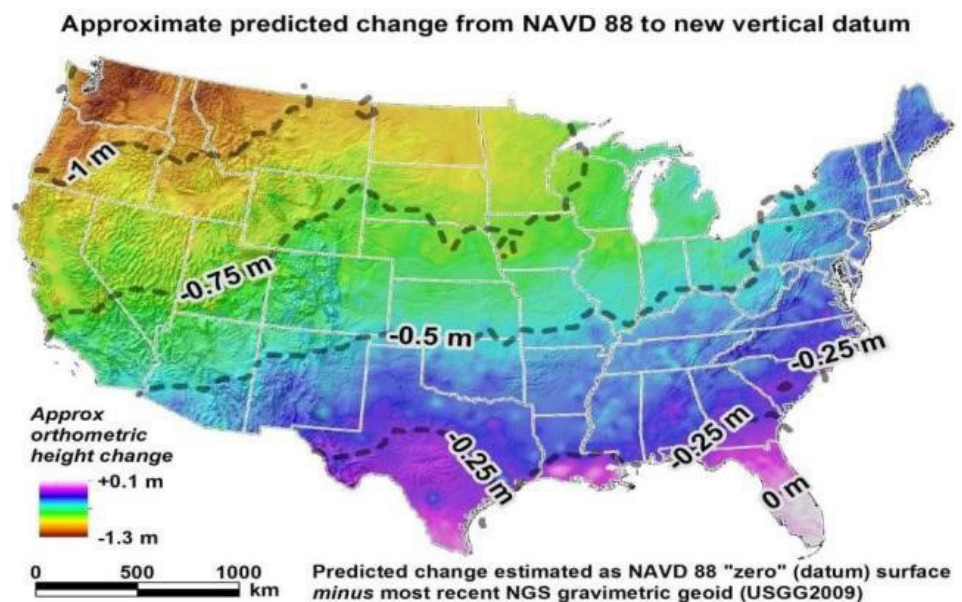 Approximate predicted change from NAVD 88 to new vertical datum
-1 m
-0.75 m
-0.5 m
-0.25 m
-0.25 m
-0.25 m
0 m
Approx
orthometric
height change
+0.1 m
-1.3 m
0 500 1000
km
Predicted change estimated as NAVD 88 "zero" (datum) surface
minus most recent NGS gravimetric geoid (USGG2009)